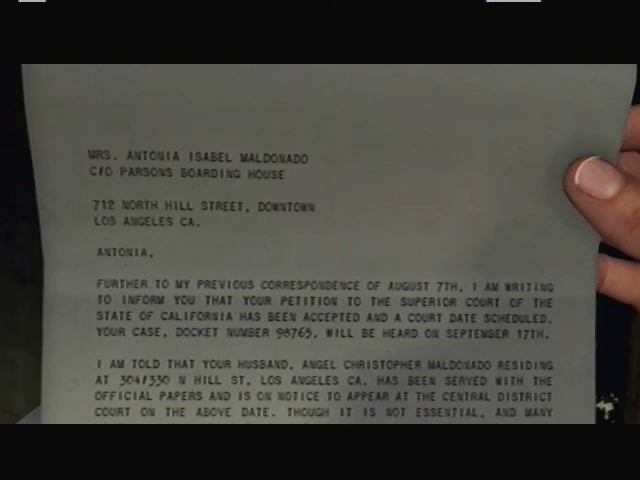 MRS. ANTONIA ISABEL MALDONADO
C/O PARSONS BOARDING HOUSE
712 NORTH HILL STREET, DOWNTOWN
LOS ANGELES CA.
ANTONIA,
FURTHER TO MY PREVIOUS CORRESPONDENCE OF AUGUST 7TH, I AM WRITING
TO INFORM YOU THAT YOUR PETITION TO THE SUPERIOR COURT OF THE
STATE OF CALIFORNIA HAS BEEN ACCEPTED AND A COURT DATE SCHEDULED.
YOUR CASE, DOCKET NUMBER 98765, WILL BE HEARD ON SEPTEMBER 17TH.
I AM TOLD THAT YOUR HUSBAND, ANGEL CHRISTOPHER MALDONADO RESIDING
AT 304/330 N HILL ST, LOS ANGELES CA. HAS BEEN SERVED WITH THE
OFFICIAL PAPERS AND IS ON NOTICE TO APPEAR AT THE CENTRAL DISTRICT
COURT ON THE ABOVE DATE. THOUGH IT IS NOT ESSENTIAL, AND MANY